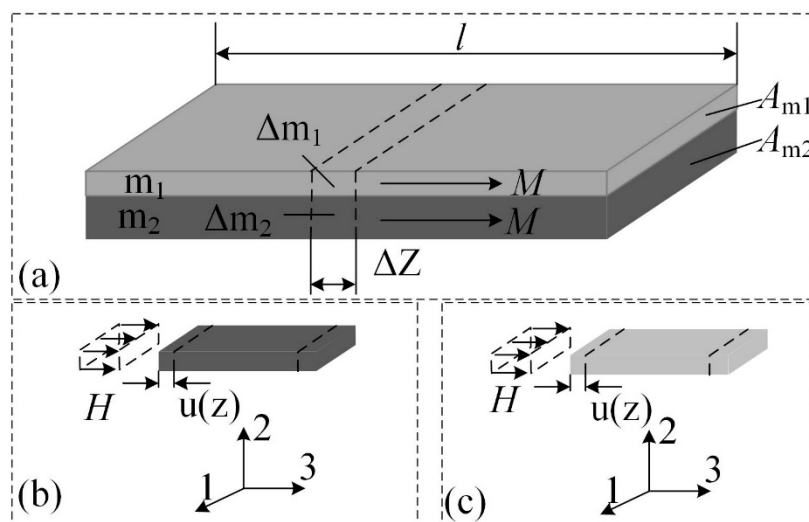 l
A_m1
A_m2
Δm_1
m_1
M
m_2
Δm_2
M
ΔZ
(a)
H
u(z)
2
3
1
(b)
H
u(z)
2
3
1
(c)